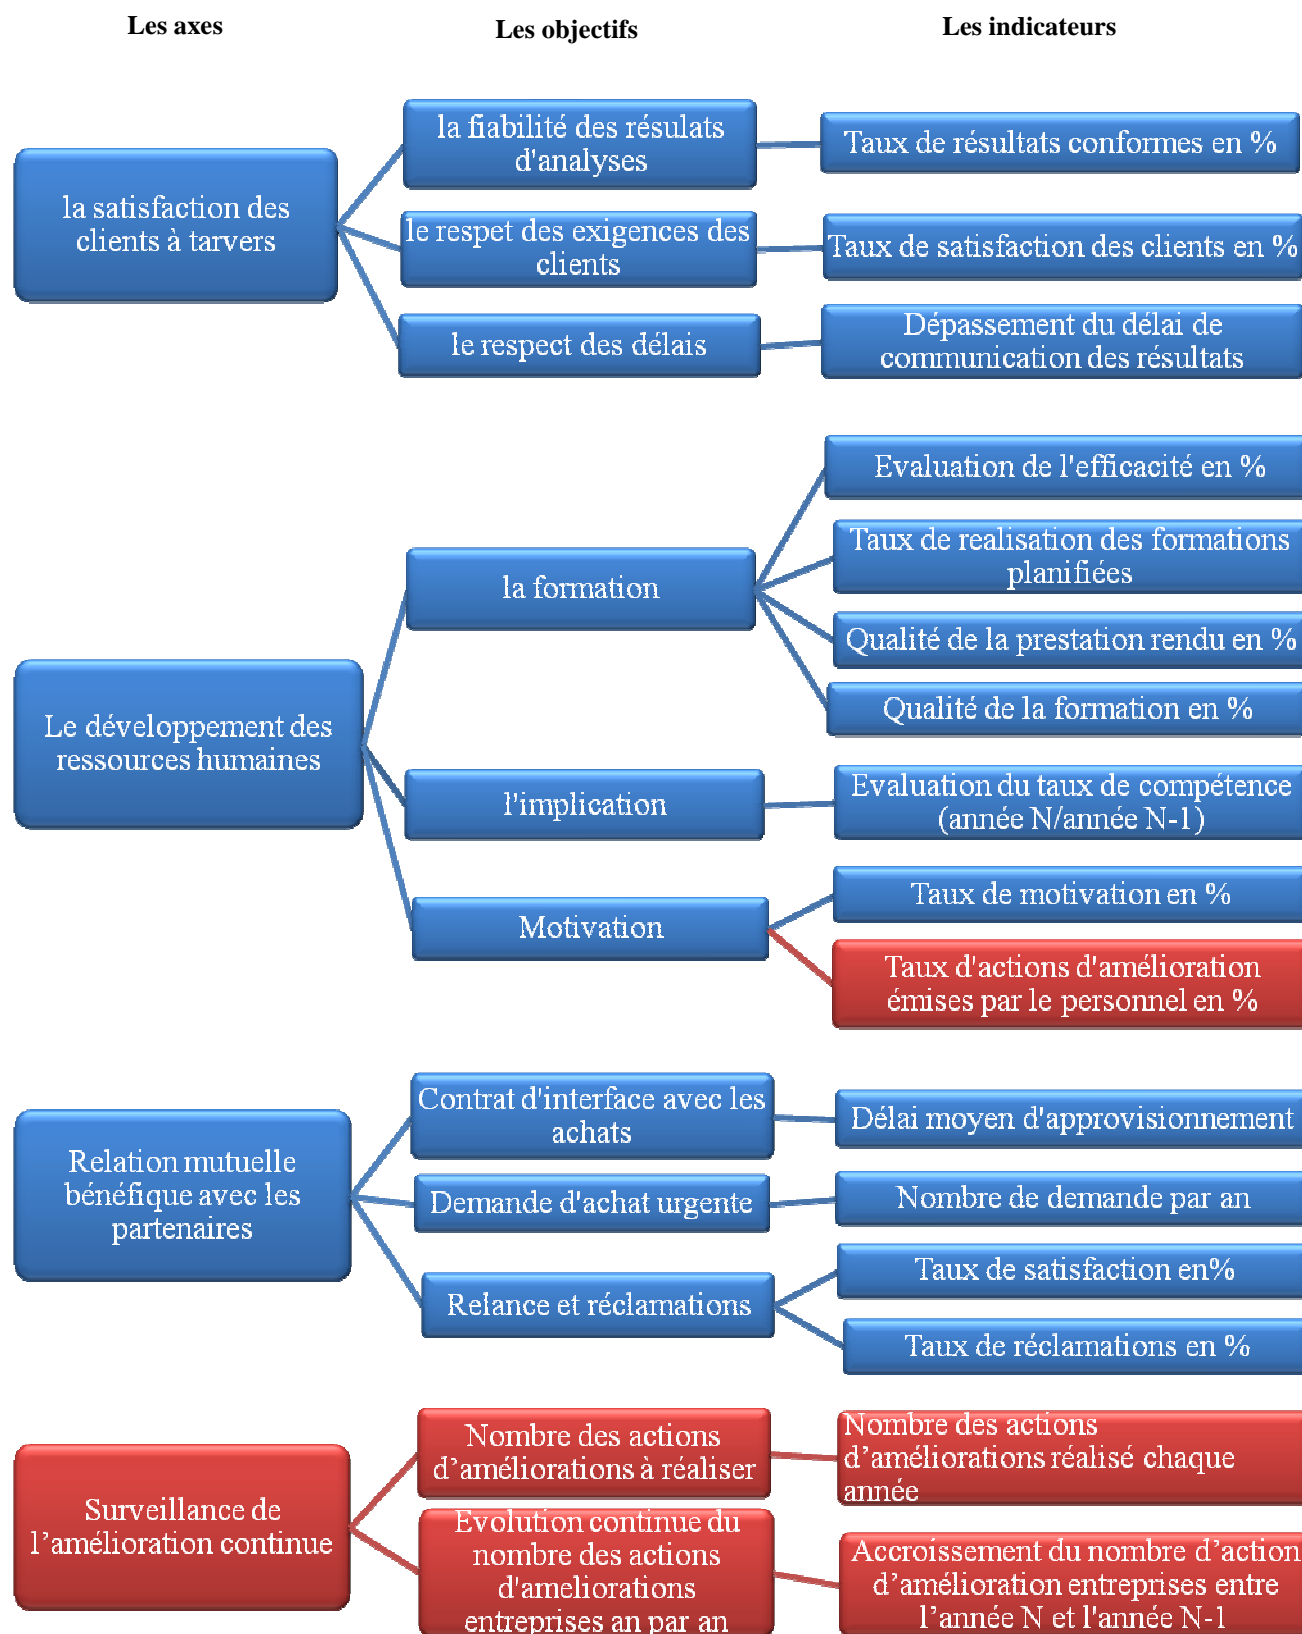 Les axes
Les objectifs
Les indicateurs
la satisfaction des
clients à tarvers
la fiabilité des résulats
d'analyses
Taux de résultats conformes en %
le respet des exigences des
clients
Taux de satisfaction des clients en %
le respect des délais
Dépassement du délai de
communication des résultats
Le développement des
ressources humaines
la formation
Evaluation de l'efficacité en %
Taux de realisation des formations
planifiées
Qualité de la prestation rendu en %
Qualité de la formation en %
l'implication
Evaluation du taux de compétence
(année N/année N-1)
Motivation
Taux de motivation en %
Taux d'actions d'amélioration
émises par le personnel en %
Relation mutuelle
bénéfique avec les
partenaires
Contrat d'interface avec les
achats
Délai moyen d'approvisionnement
Demande d'achat urgente
Nombre de demande par an
Relance et réclamations
Taux de satisfaction en%
Taux de réclamations en %
Surveillance de
l’amélioration continue
Nombre des actions
d’améliorations à réaliser
Nombre des actions
d’améliorations réalisé chaque
année
Evolution continue du
nombre des actions
d'ameliorations
entreprises an par an
Accroissement du nombre d’action
d’amélioration entreprises entre
l’année N et l'année N-1